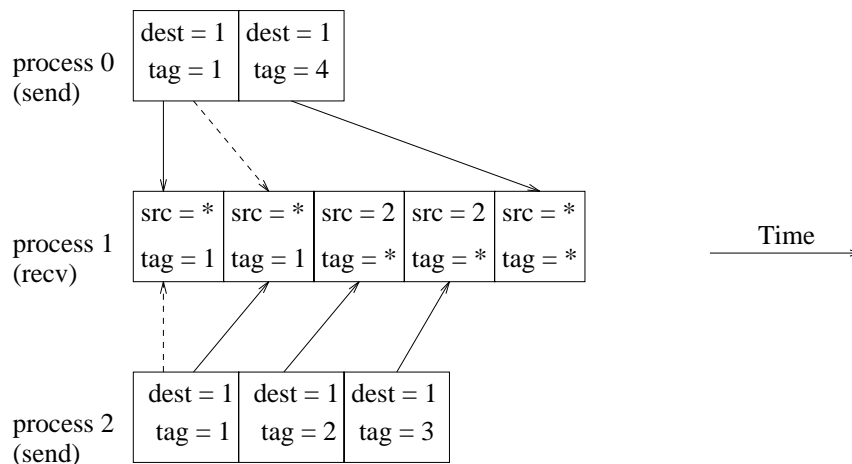 dest = 1 dest = 1
tag = 1 tag = 4
process 0
(send)
src = * src = * src = 2 src = 2 src = *
tag = 1 tag = 1 tag = * tag = * tag = *
process 1
(recv)
Time
dest = 1 dest = 1 dest = 1
tag = 1 tag = 2 tag = 3
process 2
(send)